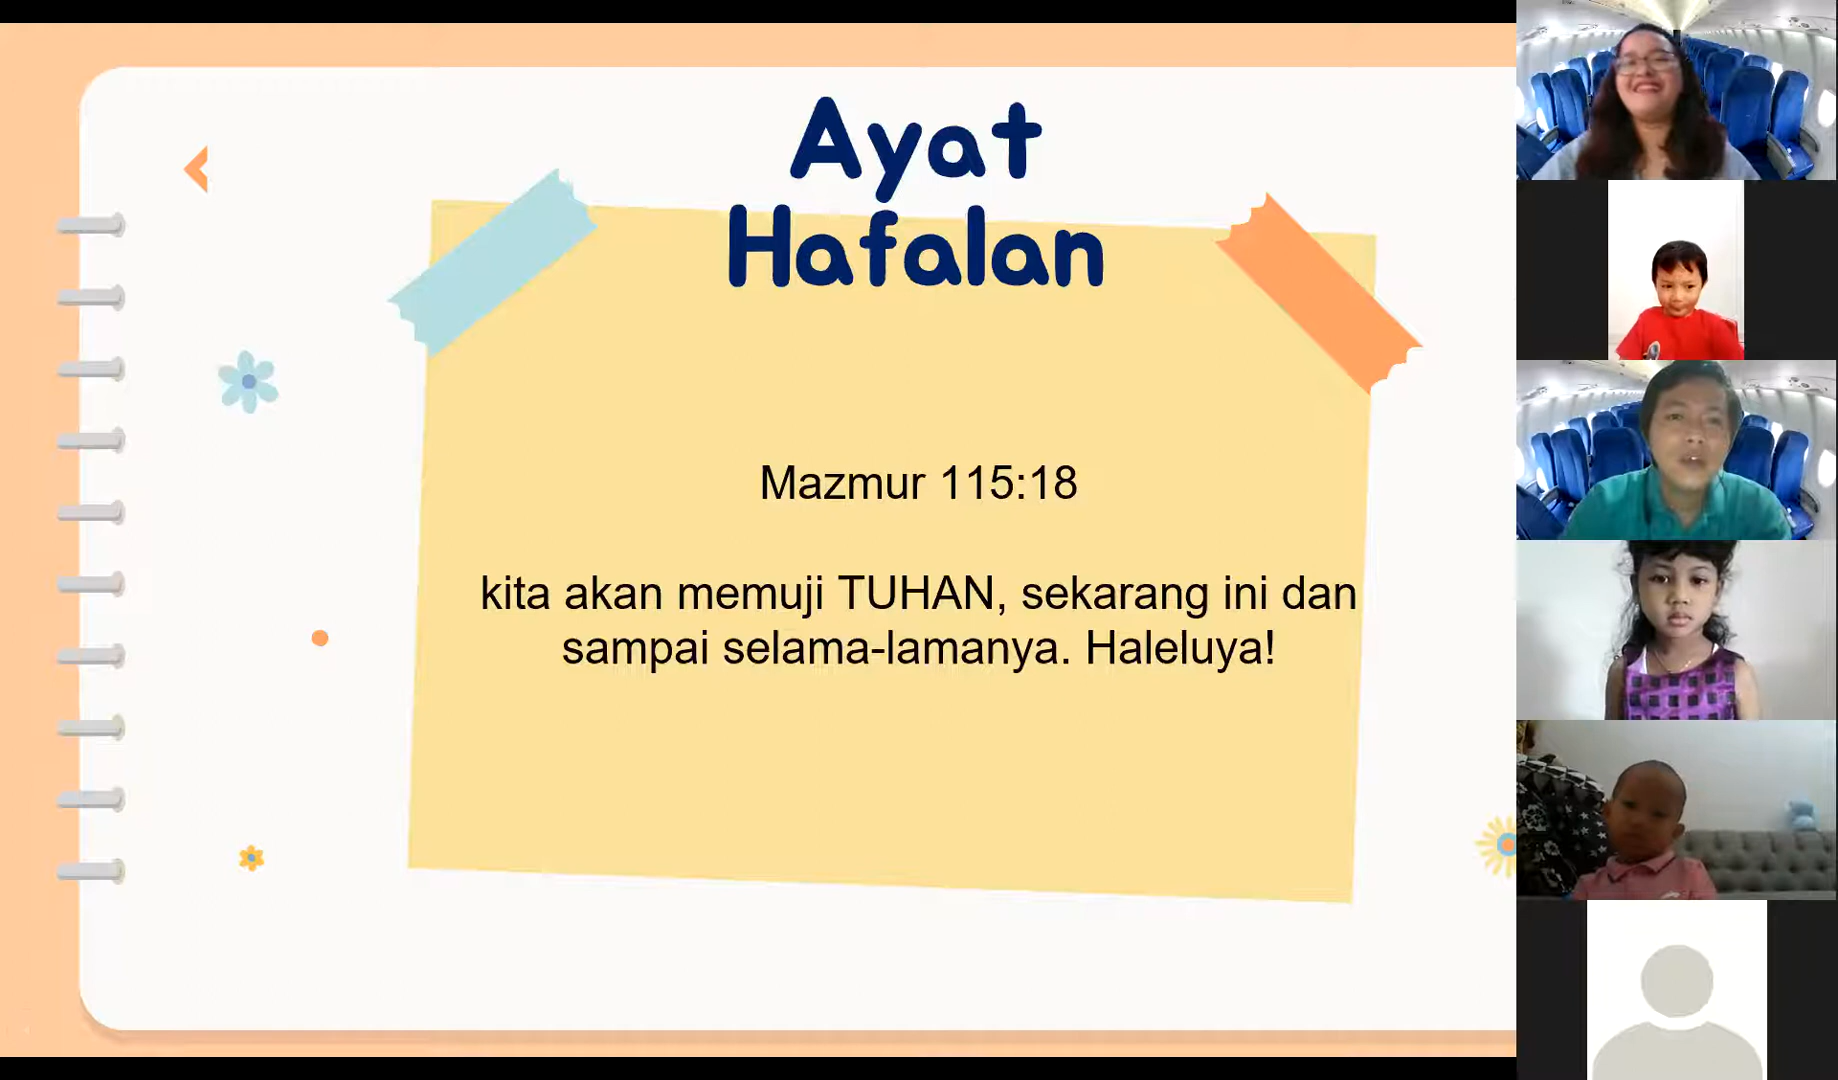 Ayat
Hafalan
Mazmur 115:18
kita akan memuji TUHAN, sekarang ini dan
sampai selama-lamanya. Haleluya!